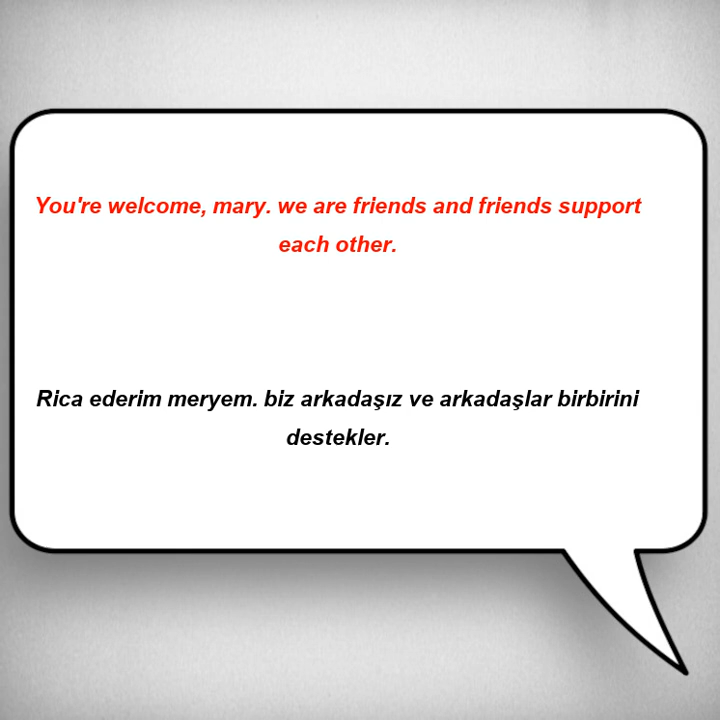 You're welcome, mary. we are friends and friends support
each other.
Rica ederim meryem. biz arkadaşız ve arkadaşlar birbirini
destekler.